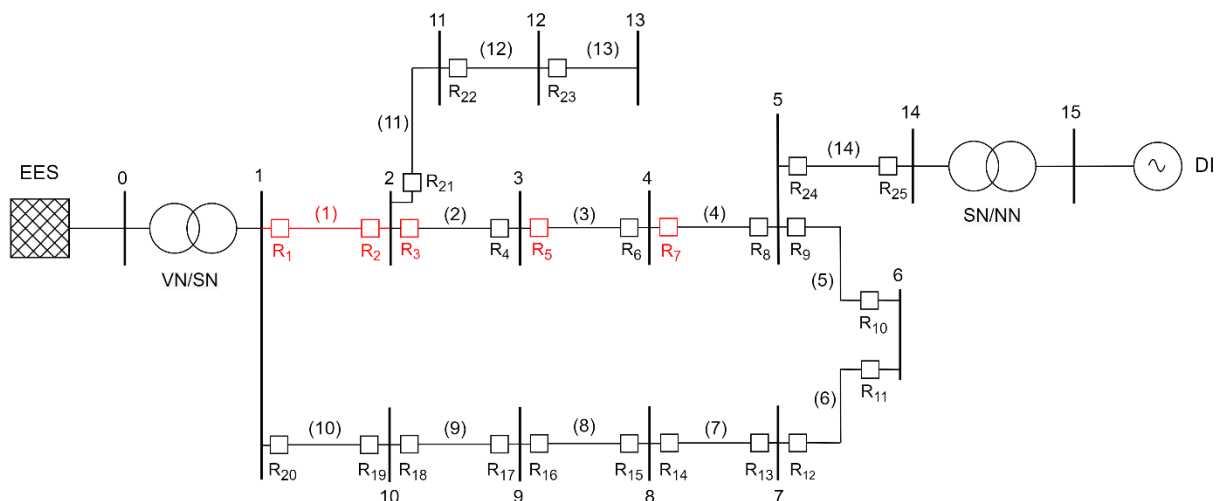 11 12 13
(12) (13)
R22 R23
5 14 15
(11)
(14)
EES
DI
0 1 2 R21 3 4 R24 R25
(1) (2) (3) (4)
SN/NN
R1 R2 R3 R4 R5 R6 R7 R8 R9
VN/SN
(5) 6
R10
R11
(6)
(10) (9) (8) (7)
R20 R19 R18 R17 R16 R15 R14 R13 R12
10 9 8 7